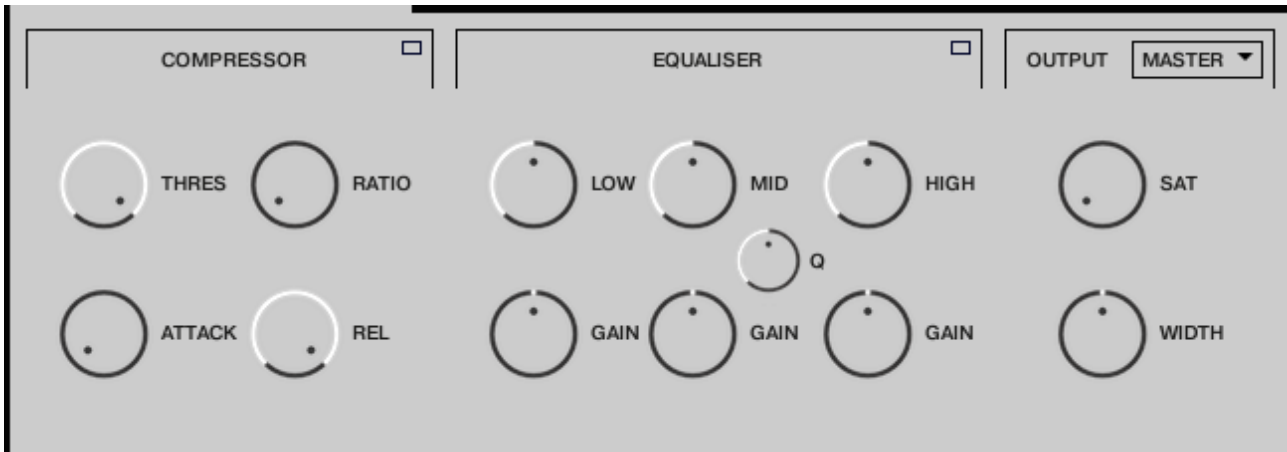 COMPRESSOR
EQUALISER
OUTPUT MASTER
THRES RATIO LOW MID HIGH SAT
Q
ATTACK REL GAIN GAIN GAIN WIDTH